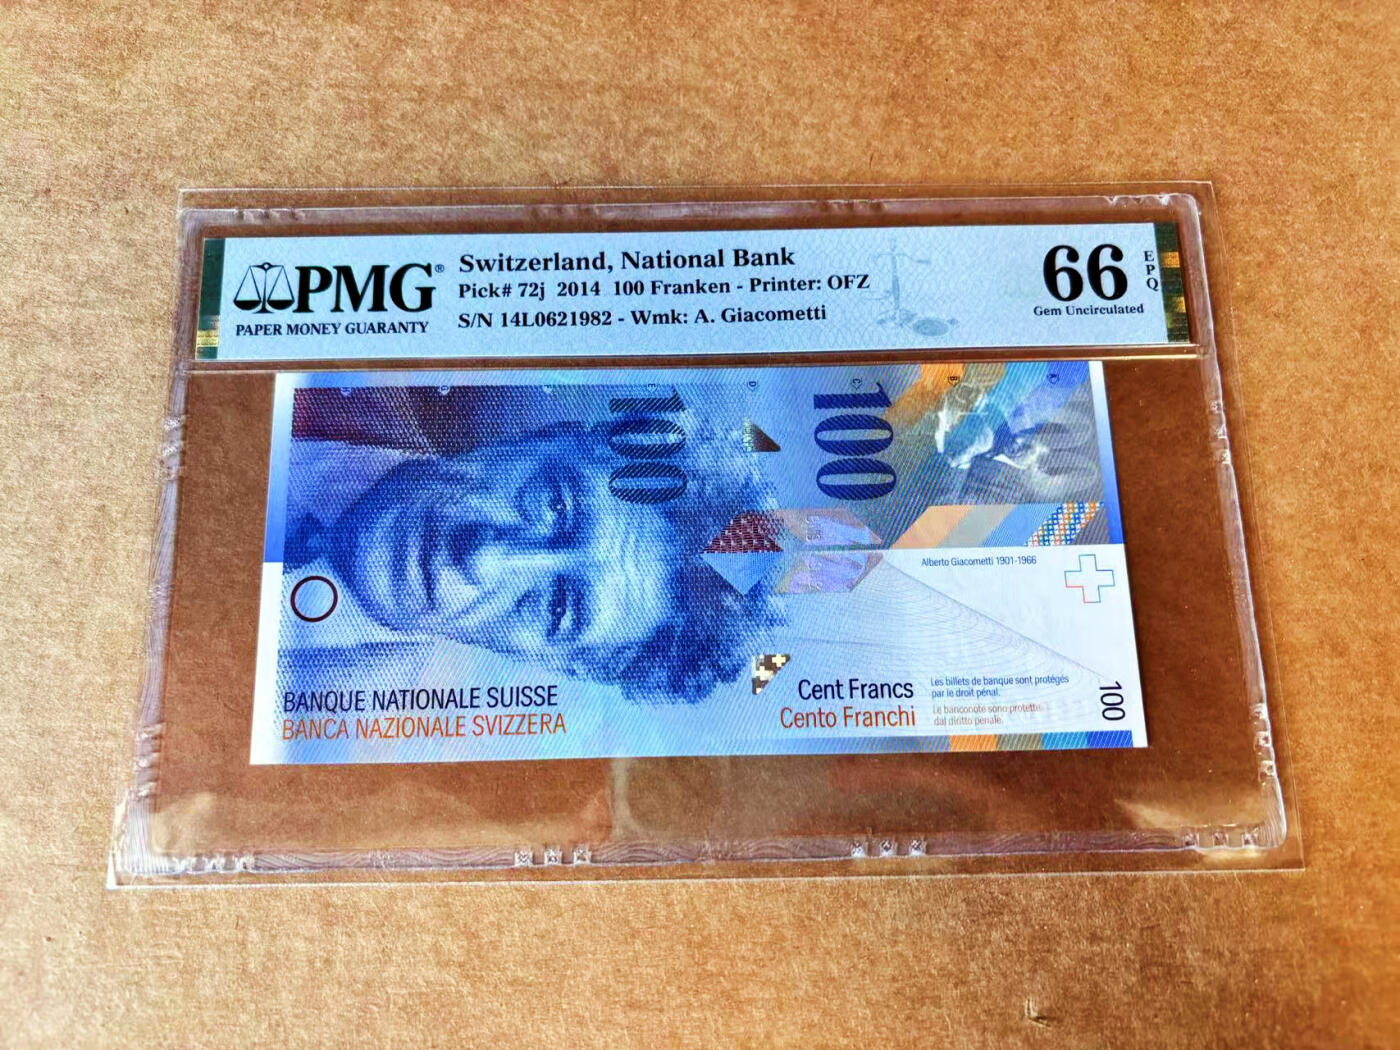 PMG®
PAPER MONEY GUARANTY
Switzerland, National Bank
Pick# 72j 2014 100 Franken - Printer: OFZ
S/N 14L0621982 - Wmk: A. Giacometti
66
EPQ
Gem Uncirculated
100
100
Alberto Giacometti 1901-1966
BANQUE NATIONALE SUISSE
BANCA NAZIONALE SVIZZERA
Cent Francs
Cento Franchi
Les billets de banque sont protégés
par le droit pénal.
Le banconote sono protette
dal diritto penale.
100